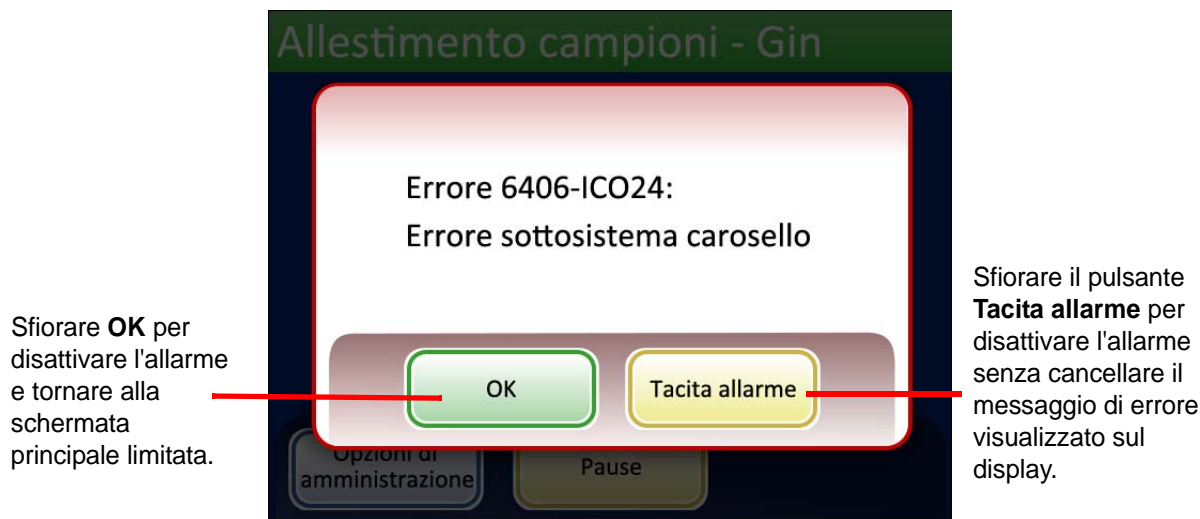 Allestimento campioni - Gin
Errore 6406-ICO24:
Errore sottosistema carosello
OK
Tacita allarme
Opzioni di
amministrazione
Pause
Sfiorare OK per
disattivare l'allarme
e tornare alla
schermata
principale limitata.
Sfiorare il pulsante
Tacita allarme per
disattivare l'allarme
senza cancellare il
messaggio di errore
visualizzato sul
display.